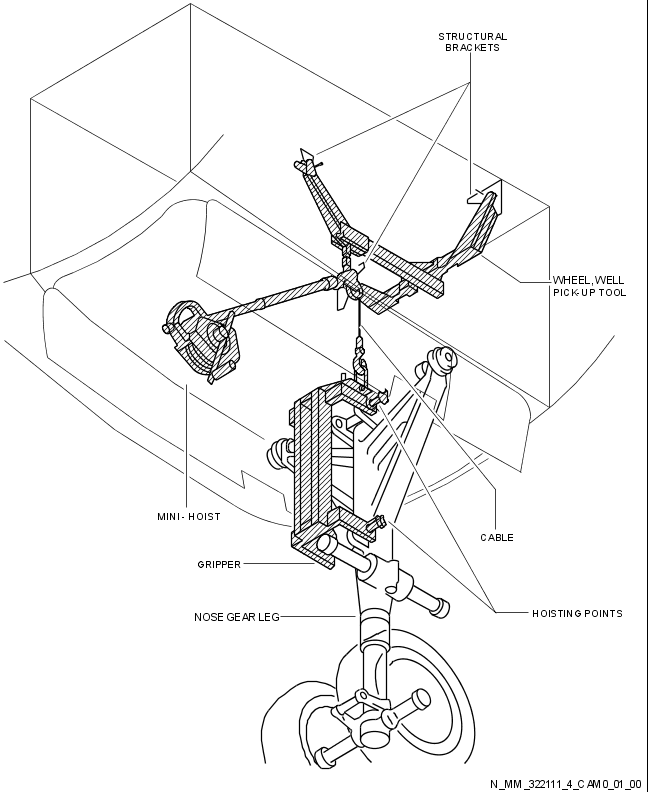 STRUCTURAL
BRACKETS
WHEEL,WELL
PICK-UP TOOL
MINI-HOIST
CABLE
GRIPPER
HOISTING POINTS
NOSE GEAR LEG
N_MM_322111_4_CAM0_01_00